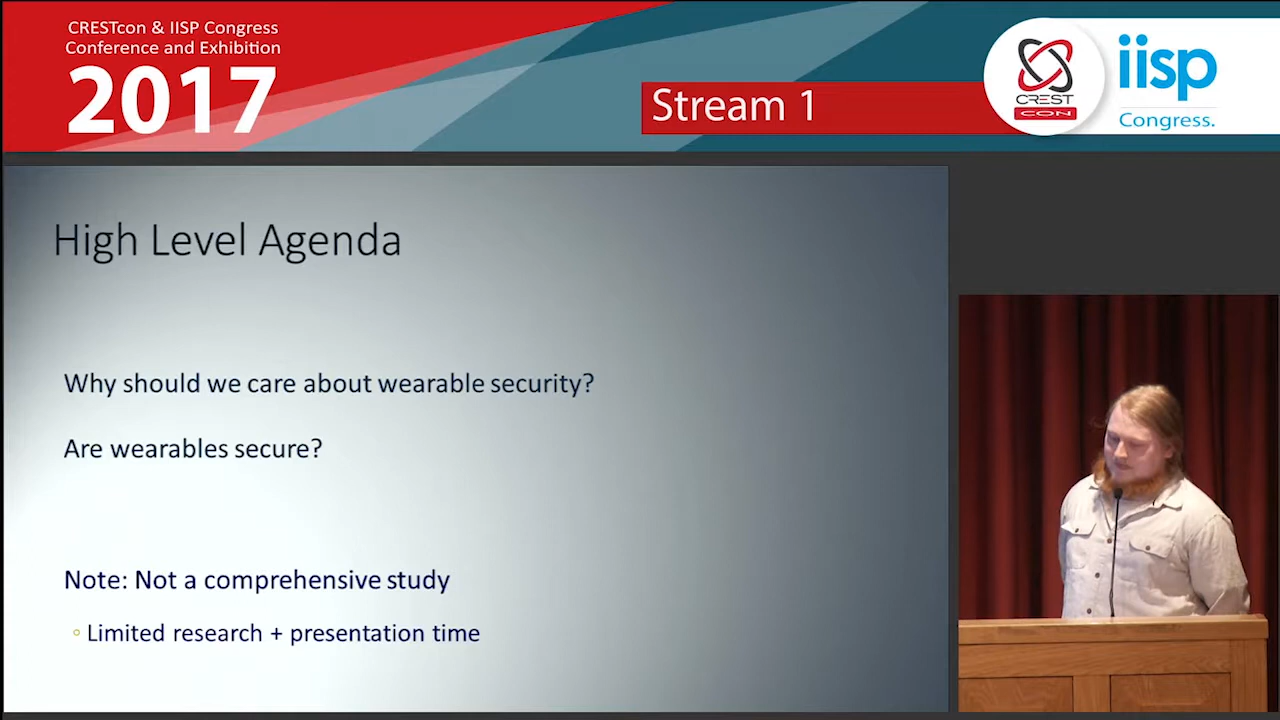 CRESTcon & IISP Congress
Conference and Exhibition
2017
Stream 1
CREST
CON
iisp
Congress.
High Level Agenda
Why should we care about wearable security?
Are wearables secure?
Note: Not a comprehensive study
◦ Limited research + presentation time